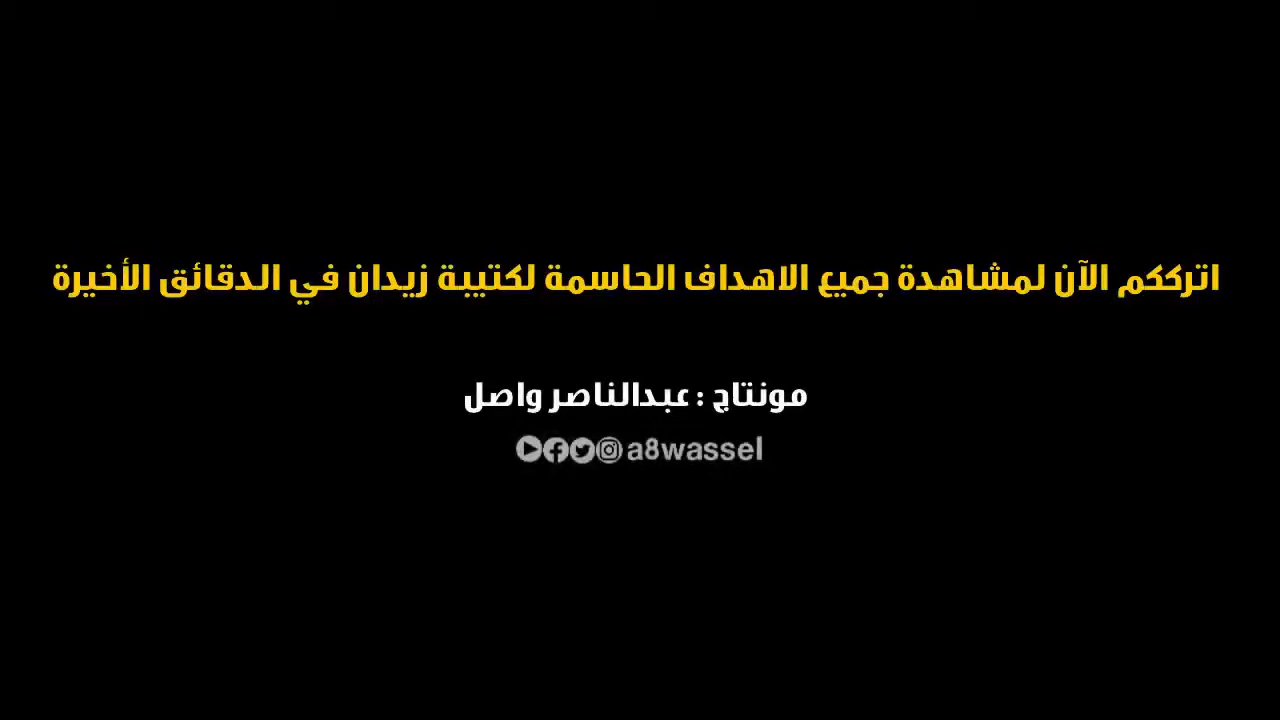 اترككم الآن لمشاهدة جميع الاهداف الحاسمة لكتيبة زيدان في الدقائق الأخيرة
مونتاج : عبدالناصر واصل
a8wassel